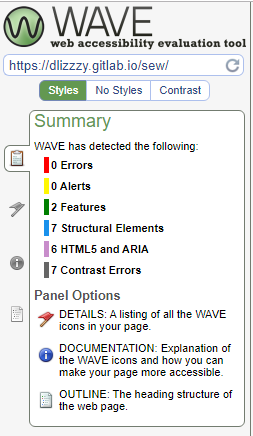 WAVE
web accessibility evaluation tool
https://dlizzzy.gitlab.io/sew/
Styles No Styles Contrast
Summary
WAVE has detected the following:
0 Errors
0 Alerts
2 Features
7 Structural Elements
6 HTML5 and ARIA
7 Contrast Errors
Panel Options
DETAILS: A listing of all the WAVE
icons in your page.
DOCUMENTATION: Explanation of
the WAVE icons and how you can
make your page more accessible.
OUTLINE: The heading structure of
the web page.